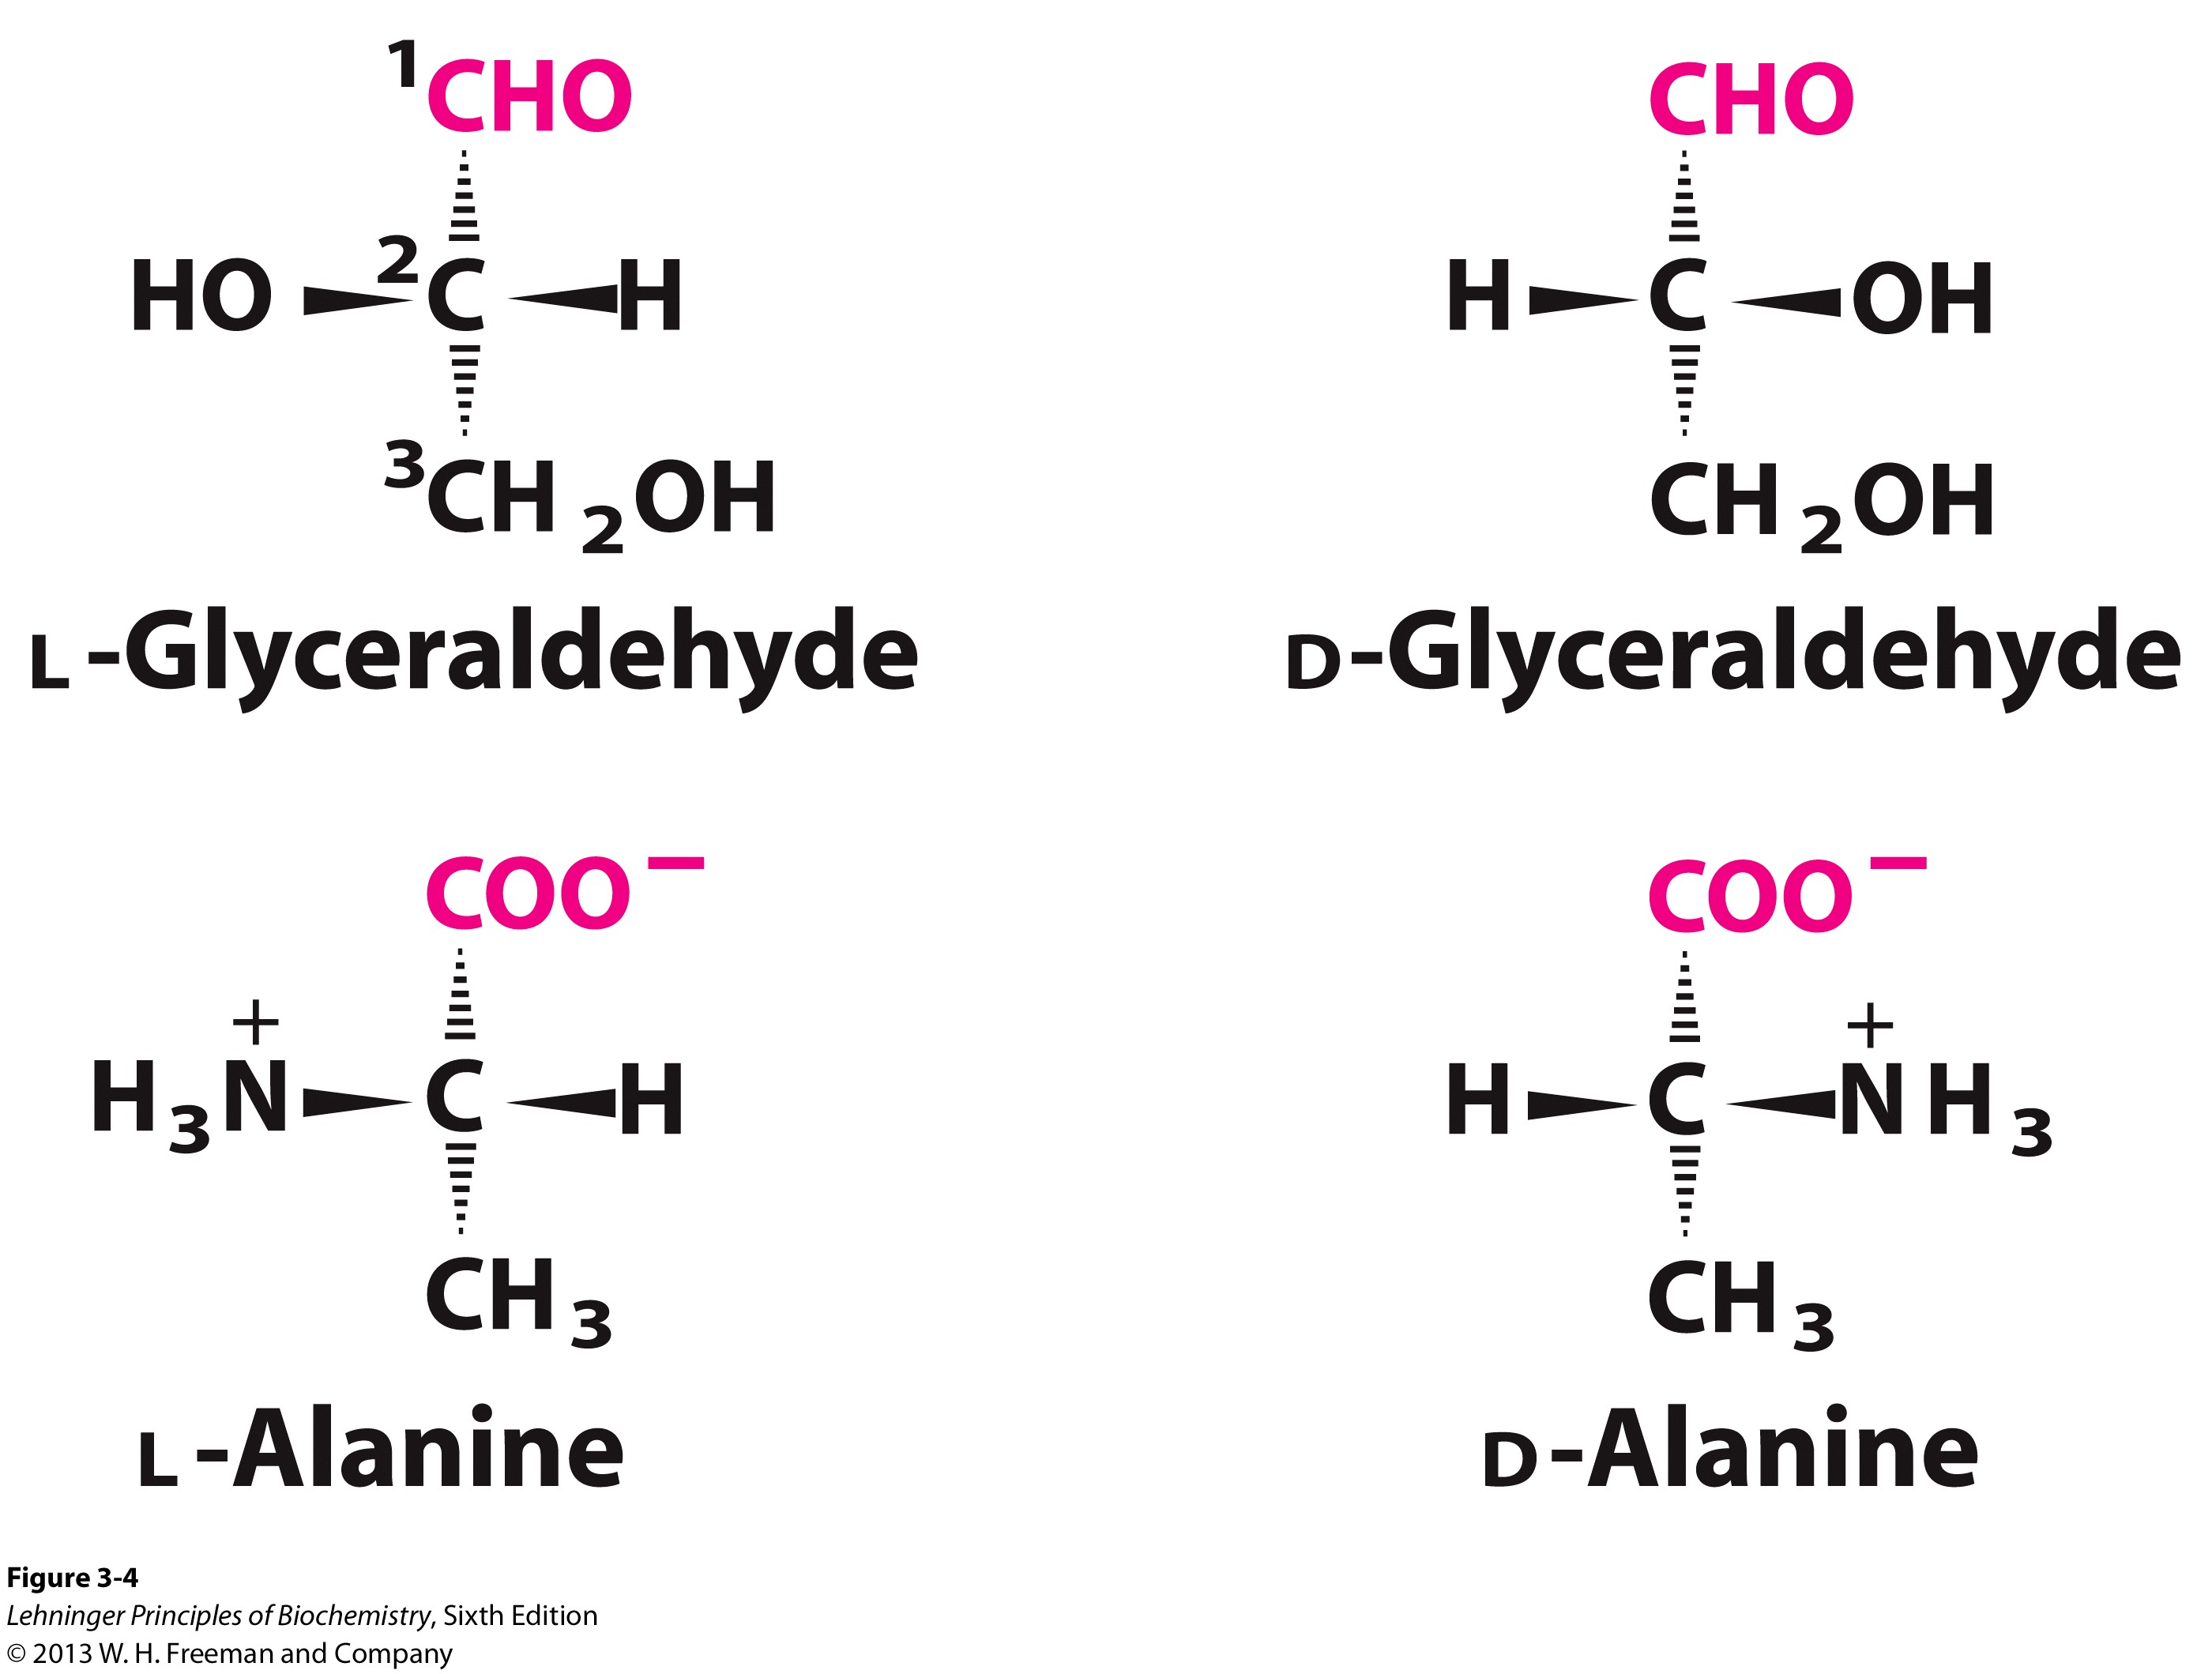 ¹CHO
HO ²C H
³CH₂OH
L-Glyceraldehyde
CHO
H C OH
CH₂OH
D-Glyceraldehyde
COO⁻
+
H₃N C H
CH₃
L-Alanine
COO⁻
+
H C NH₃
CH₃
D-Alanine
Figure 3-4
Lehninger Principles of Biochemistry, Sixth Edition
© 2013 W. H. Freeman and Company